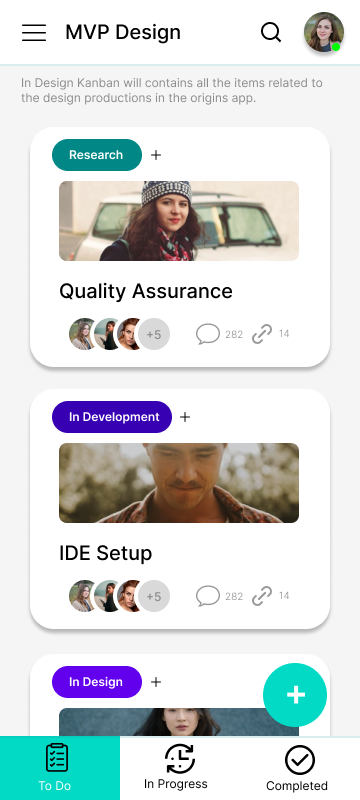 MVP Design
In Design Kanban will contains all the items related to
the design productions in the origins app.
Research +
Quality Assurance
+5 282 14
In Development +
IDE Setup
+5 282 14
In Design +
+
To Do In Progress Completed